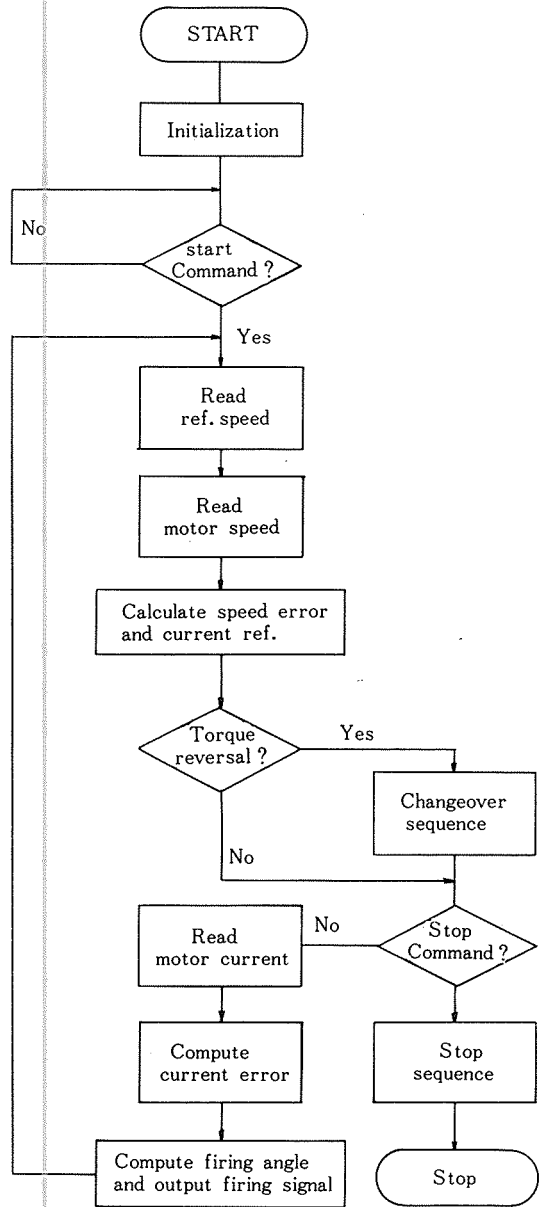 START
Initialization
No
start
Command ?
Yes
Read
ref. speed
Read
motor speed
Calculate speed error
and current ref.
Torque
reversal ?
Yes
Changeover
sequence
No
Stop
Command ?
No
Read
motor current
Compute
current error
Stop
sequence
Compute firing angle
and output firing signal
Stop